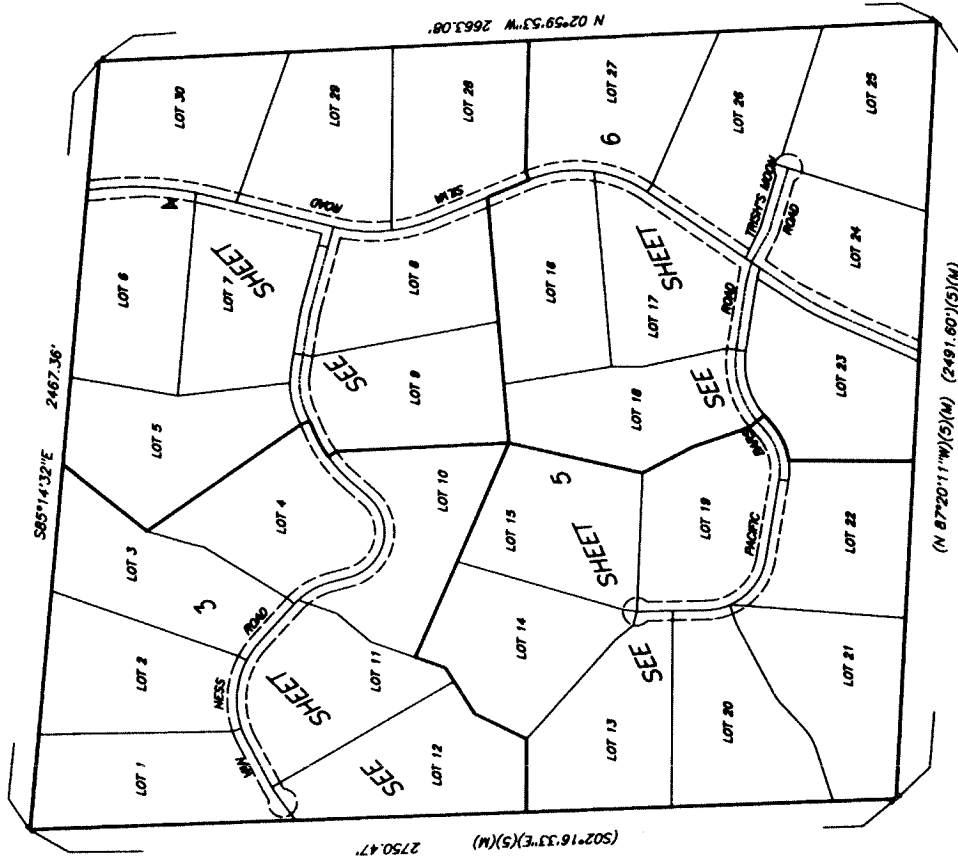 N 02°59'53"W 2663.08'
S85°14'32"E 2467.36'
LOT 30
LOT 29
LOT 28
LOT 27
6
LOT 26
LOT 25
SILVA
ROAD
TRISH'S MOON
ROAD
LOT 6
LOT 7
SHEET
LOT 8
LOT 16
LOT 17
SHEET
ROAD
LOT 24
LOT 5
SEE
LOT 9
LOT 18
SEE
LOT 23
LOT 3
LOT 4
LOT 10
LOT 15
5
SHEET
LOT 19
PACIFIC
LOT 22
3
ROAD
LOT 2
NESS
SHEET
LOT 11
LOT 14
SEE
LOT 21
LOT 1
SEE
LOT 12
LOT 13
LOT 20
(S02°16'33"E)(5)(M) 2750.47'
(N 87°20'11"W)(5)(M) (2491.60')(5)(M)